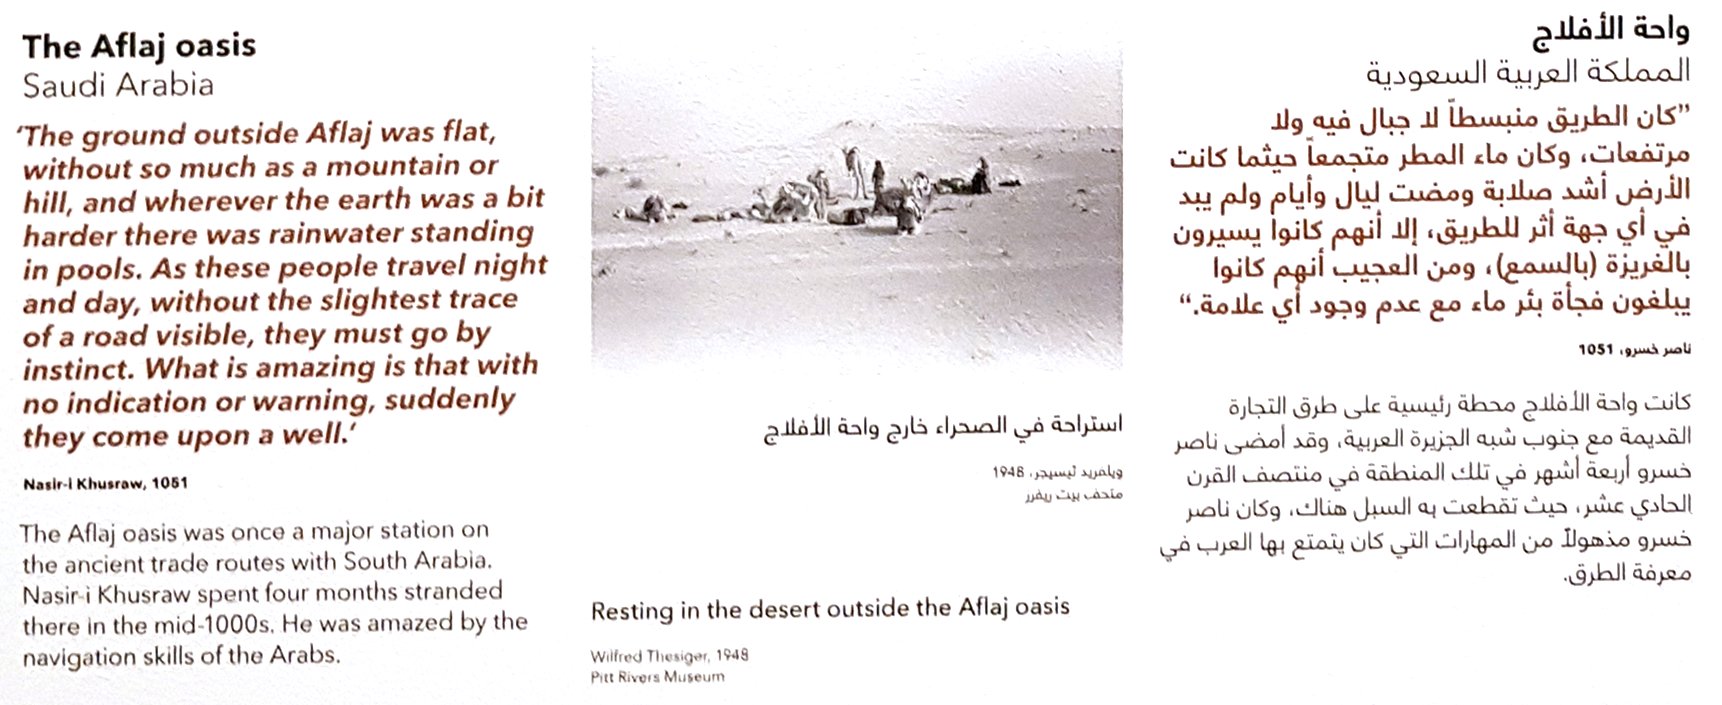 The Aflaj oasis
Saudi Arabia
‘The ground outside Aflaj was flat,
without so much as a mountain or
hill, and wherever the earth was a bit
harder there was rainwater standing
in pools. As these people travel night
and day, without the slightest trace
of a road visible, they must go by
instinct. What is amazing is that with
no indication or warning, suddenly
they come upon a well.’
Nasir-i Khusraw, 1051
The Aflaj oasis was once a major station on
the ancient trade routes with South Arabia.
Nasir-i Khusraw spent four months stranded
there in the mid-1000s. He was amazed by the
navigation skills of the Arabs.
استراحة في الصحراء خارج واحة الأفلاج
ويلفريد ثيسيجر، 1948
متحف بيت ريفرز
Resting in the desert outside the Aflaj oasis
Wilfred Thesiger, 1948
Pitt Rivers Museum
واحة الأفلاج
المملكة العربية السعودية
”كان الطريق منبسطاً لا جبال فيه ولا
مرتفعات، وكان ماء المطر متجمعاً حيثما كانت
الأرض أشد صلابة ومضت ليال وأيام ولم يبد
في أي جهة أثر للطريق، إلا أنهم كانوا يسيرون
بالغريزة (بالسمع)، ومن العجيب أنهم كانوا
يبلغون فجأة بئر ماء مع عدم وجود أي علامة.“
ناصر خسرو، 1051
كانت واحة الأفلاج محطة رئيسية على طرق التجارة
القديمة مع جنوب شبه الجزيرة العربية، وقد أمضى ناصر
خسرو أربعة أشهر في تلك المنطقة في منتصف القرن
الحادي عشر، حيث تقطعت به السبل هناك، وكان ناصر
خسرو مذهولاً من المهارات التي كان يتمتع بها العرب في
معرفة الطرق.